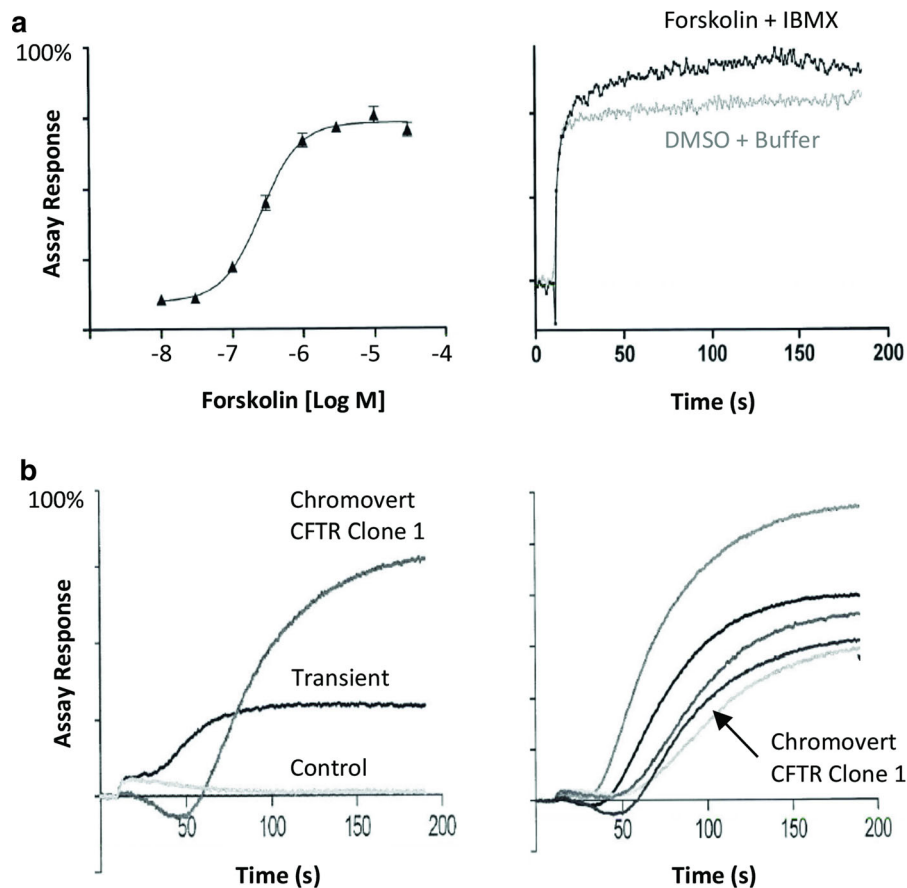 a
100%
Assay Response
-8
-7
-6
-5
-4
Forskolin [Log M]
Forskolin + IBMX
DMSO + Buffer
0
50
100
150
200
Time (s)
b
100%
Assay Response
Chromovert
CFTR Clone 1
Transient
Control
50
100
150
200
Time (s)
Chromovert
CFTR Clone 1
50
100
150
200
Time (s)